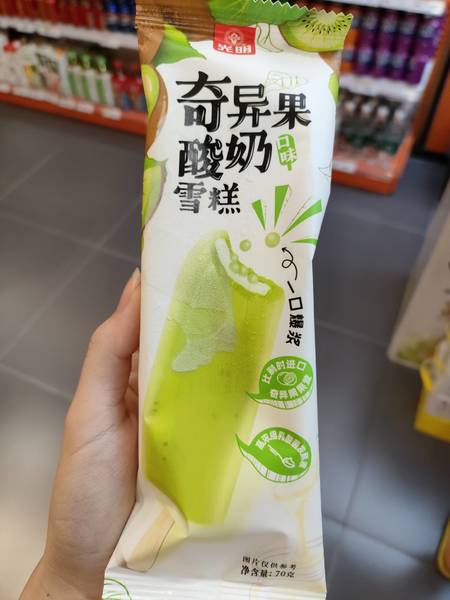 光明
奇异果
酸奶
口味
雪糕
一口爆浆
比利时进口
奇异果果浆
图片仅供参考
净含量:70克